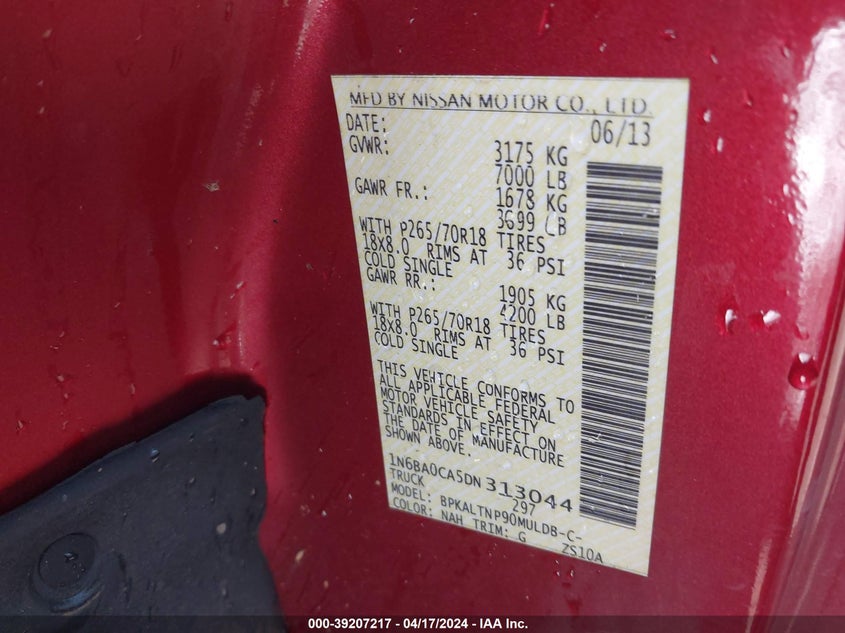 MFD BY NISSAN MOTOR CO., LTD.
DATE: 06/13
GVWR: 3175 KG
7000 LB
GAWR FR.: 1678 KG
3699 LB
WITH P265/70R18 TIRES
18X8.0 RIMS AT 36 PSI
COLD SINGLE
GAWR RR.: 1905 KG
4200 LB
WITH P265/70R18 TIRES
18X8.0 RIMS AT 36 PSI
COLD SINGLE
THIS VEHICLE CONFORMS TO
ALL APPLICABLE FEDERAL
MOTOR VEHICLE SAFETY
STANDARDS IN EFFECT ON
THE DATE OF MANUFACTURE
SHOWN ABOVE.
1N6BA0CA5DN313044
TRUCK 297
MODEL: BPKALTNP90MULDB-C-
COLOR: NAH TRIM: G ZS10A
000-39207217 - 04/17/2024 - IAA Inc.